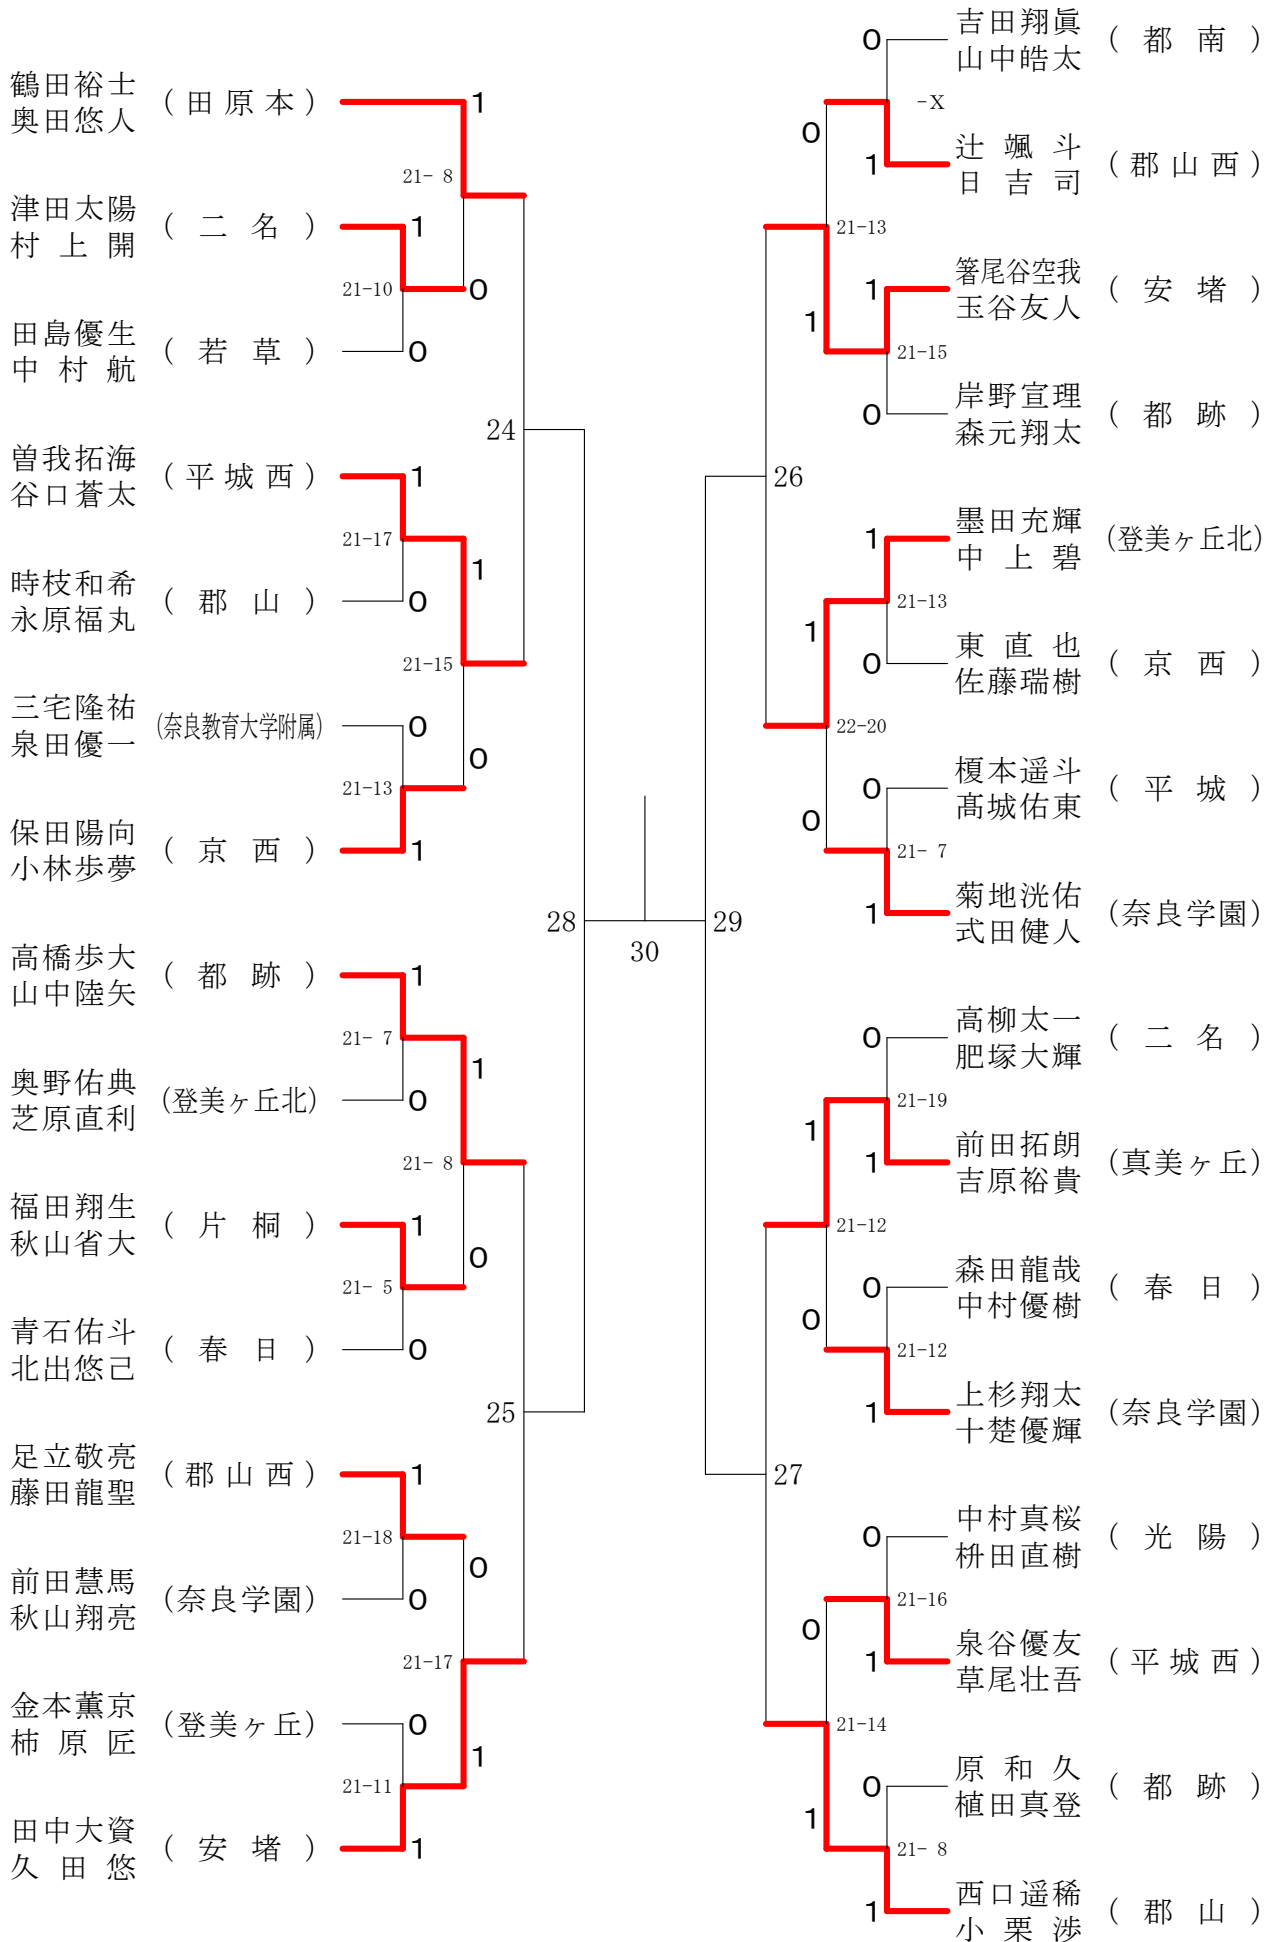 鶴田裕士
奥田悠人
(田原本)
1
21- 8
津田太陽
村上開
(二名)
1
21-10
0
田島優生
中村航
(若草)
0
24
曽我拓海
谷口蒼太
(平城西)
1
21-17
1
時枝和希
永原福丸
(郡山)
0
21-15
三宅隆祐
泉田優一
(奈良教育大学附属)
0
0
21-13
保田陽向
小林歩夢
(京西)
1
28
高橋歩大
山中陸矢
(都跡)
1
21- 7
1
奥野佑典
芝原直利
(登美ヶ丘北)
0
21- 8
福田翔生
秋山省大
(片桐)
1
0
21- 5
青石佑斗
北出悠己
(春日)
0
25
足立敬亮
藤田龍聖
(郡山西)
1
21-18
0
前田慧馬
秋山翔亮
(奈良学園)
0
21-17
金本薫京
柿原匠
(登美ヶ丘)
0
1
21-11
田中大資
久田悠
(安堵)
1
30
0
吉田翔眞
山中皓太
(都南)
-X
0
1
辻颯斗
日吉司
(郡山西)
21-13
1
箸尾谷空我
玉谷友人
(安堵)
1
21-15
0
岸野宣理
森元翔太
(都跡)
26
1
墨田充輝
中上碧
(登美ヶ丘北)
21-13
1
0
東直也
佐藤瑞樹
(京西)
22-20
0
榎本遥斗
髙城佑東
(平城)
0
21- 7
1
菊地洸佑
式田健人
(奈良学園)
29
0
高柳太一
肥塚大輝
(二名)
21-19
1
1
前田拓朗
吉原裕貴
(真美ヶ丘)
21-12
0
森田龍哉
中村優樹
(春日)
0
21-12
1
上杉翔太
十楚優輝
(奈良学園)
27
0
中村真桜
枡田直樹
(光陽)
21-16
0
1
泉谷優友
草尾壮吾
(平城西)
21-14
0
原和久
植田真登
(都跡)
1
21- 8
1
西口遥稀
小栗渉
(郡山)